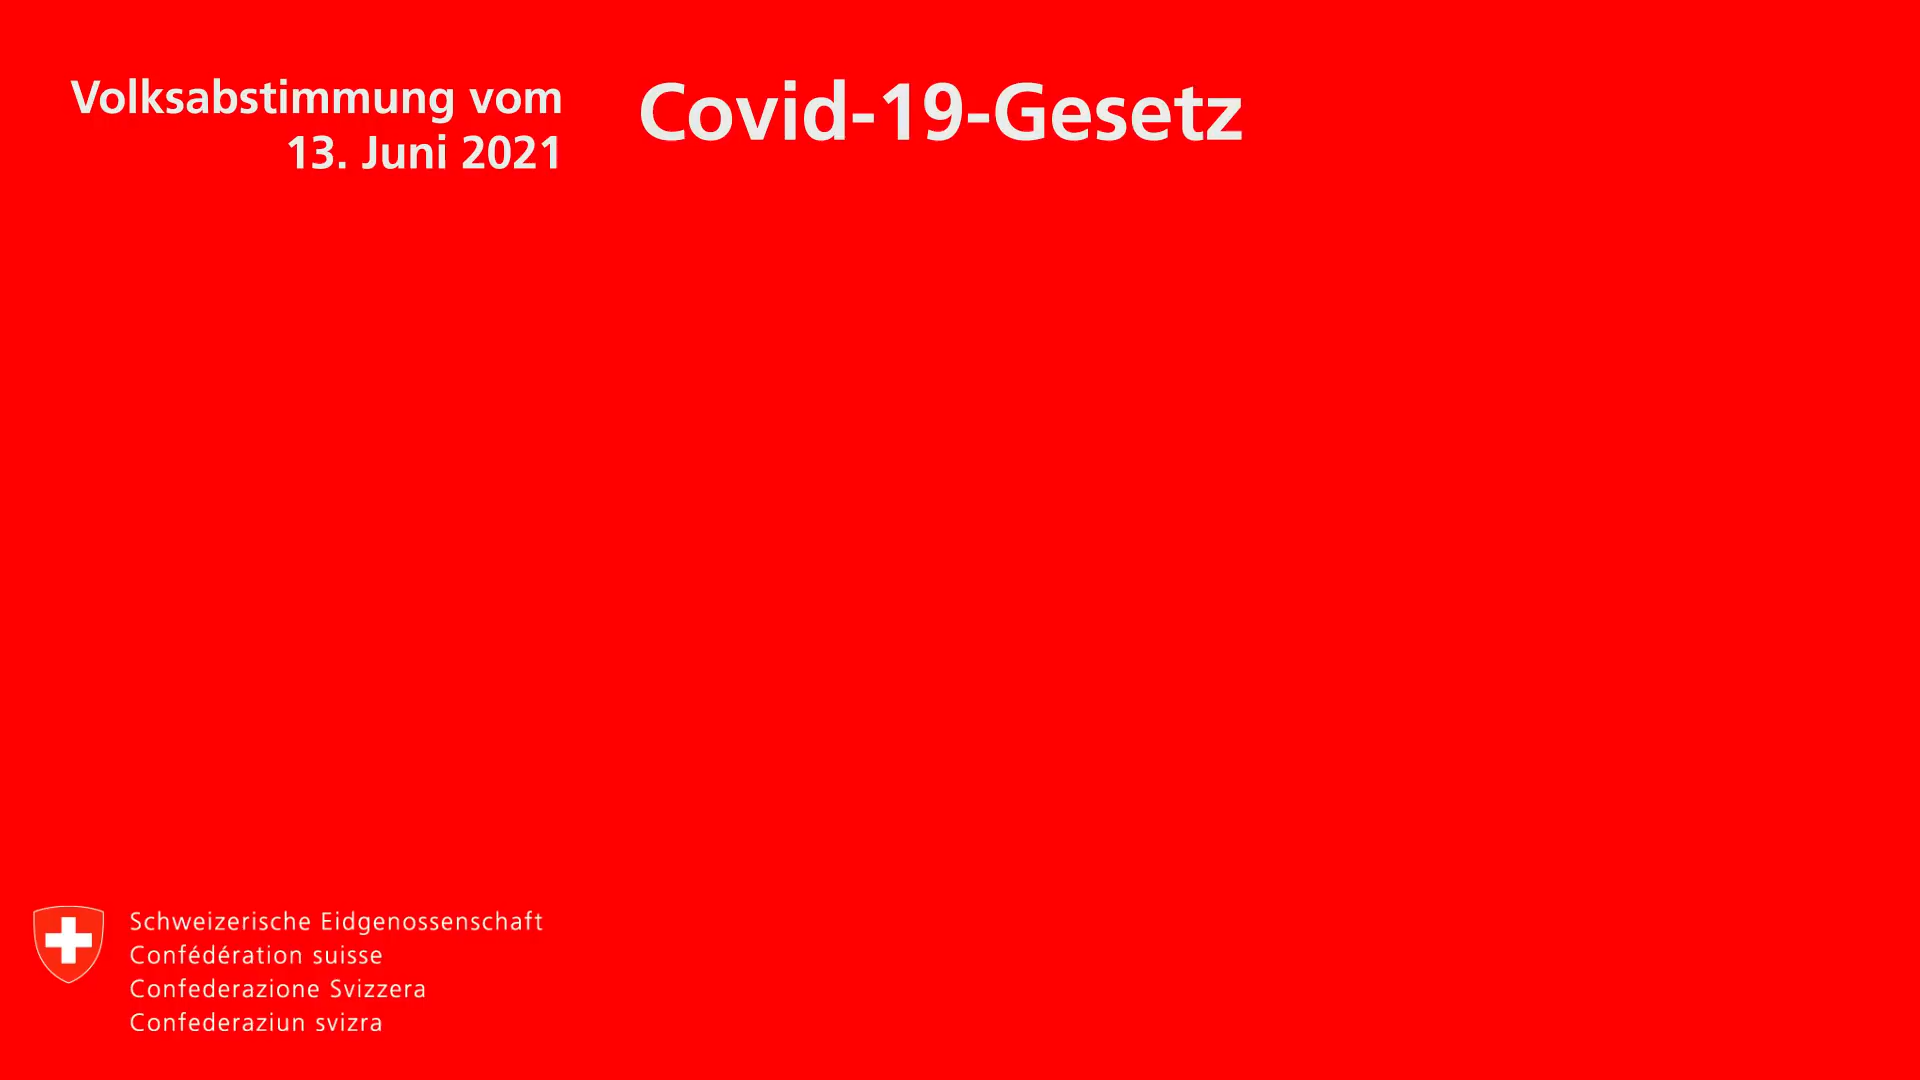 Volksabstimmung vom
13. Juni 2021
Covid-19-Gesetz
Schweizerische Eidgenossenschaft
Confédération suisse
Confederazione Svizzera
Confederaziun svizra